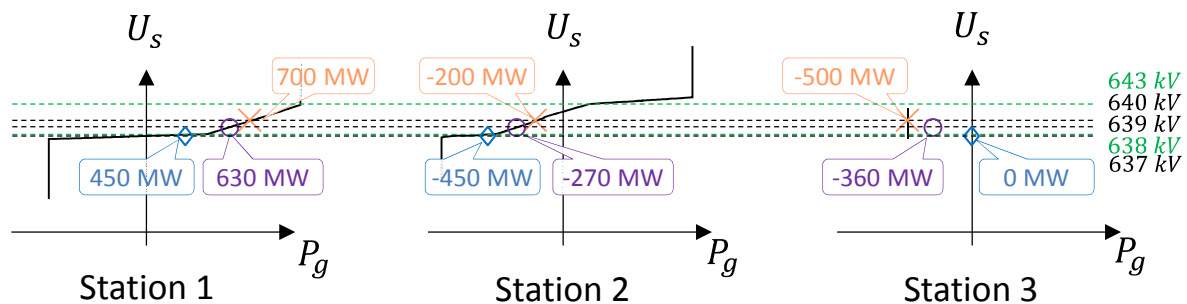 U_s
700 MW
450 MW
630 MW
P_g
Station 1
U_s
-200 MW
-450 MW
-270 MW
P_g
Station 2
U_s
-500 MW
-360 MW
0 MW
P_g
Station 3
643 kV
640 kV
639 kV
638 kV
637 kV